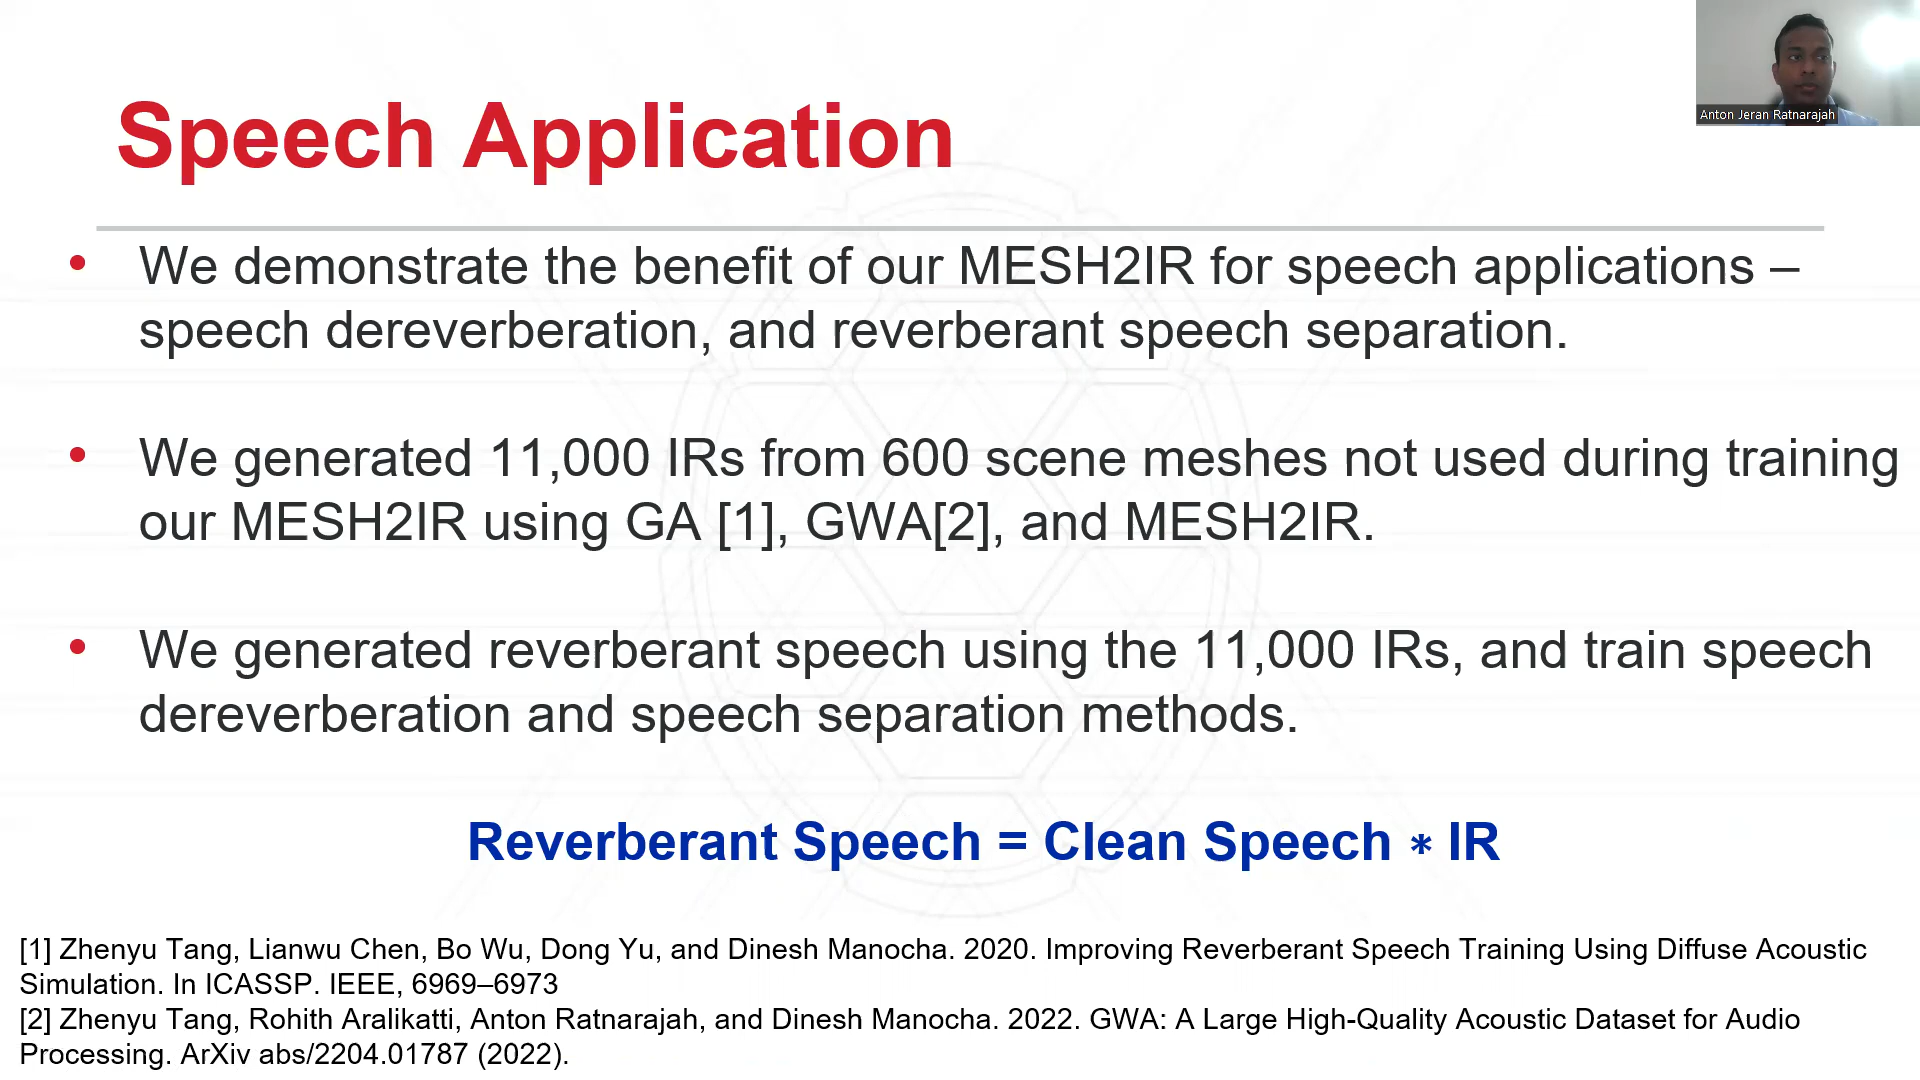 Speech Application
Anton Jeran Ratnarajah
• We demonstrate the benefit of our MESH2IR for speech applications –
speech dereverberation, and reverberant speech separation.
• We generated 11,000 IRs from 600 scene meshes not used during training
our MESH2IR using GA [1], GWA[2], and MESH2IR.
• We generated reverberant speech using the 11,000 IRs, and train speech
dereverberation and speech separation methods.
Reverberant Speech = Clean Speech ∗ IR
[1] Zhenyu Tang, Lianwu Chen, Bo Wu, Dong Yu, and Dinesh Manocha. 2020. Improving Reverberant Speech Training Using Diffuse Acoustic
Simulation. In ICASSP. IEEE, 6969–6973
[2] Zhenyu Tang, Rohith Aralikatti, Anton Ratnarajah, and Dinesh Manocha. 2022. GWA: A Large High-Quality Acoustic Dataset for Audio
Processing. ArXiv abs/2204.01787 (2022).